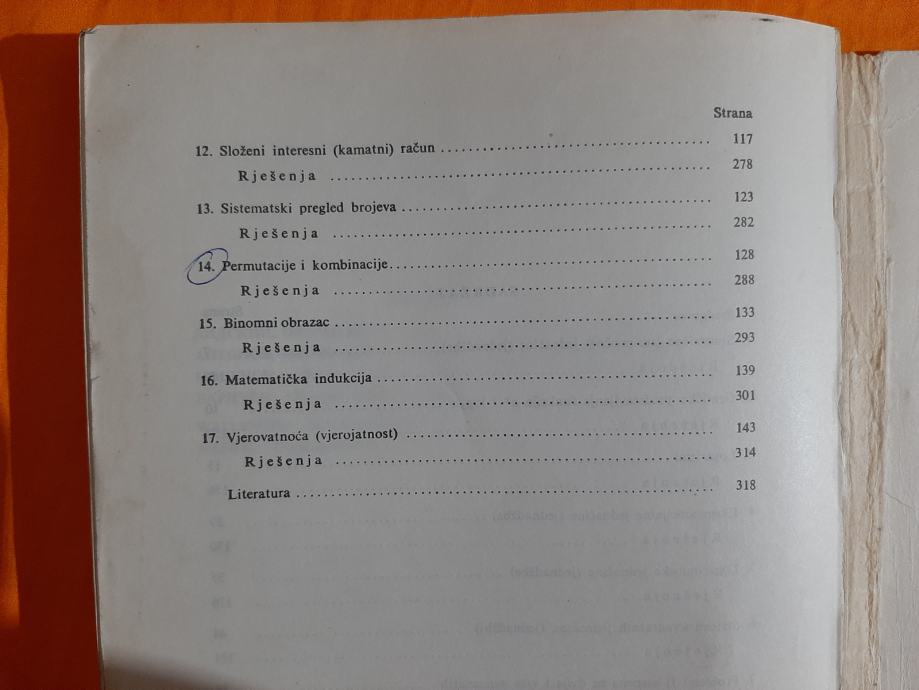 Strana
12. Složeni interesni (kamatni) račun ........................................ 117
Rješenja ........................................................ 278
13. Sistematski pregled brojeva ............................................. 123
Rješenja ........................................................ 282
14. Permutacije i kombinacije............................................... 128
Rješenja ........................................................ 288
15. Binomni obrazac ........................................................ 133
Rješenja ........................................................ 293
16. Matematička indukcija .................................................. 139
Rješenja ........................................................ 301
17. Vjerovatnoća (vjerojatnost) ............................................. 143
Rješenja ........................................................ 314
Literatura .............................................................. 318